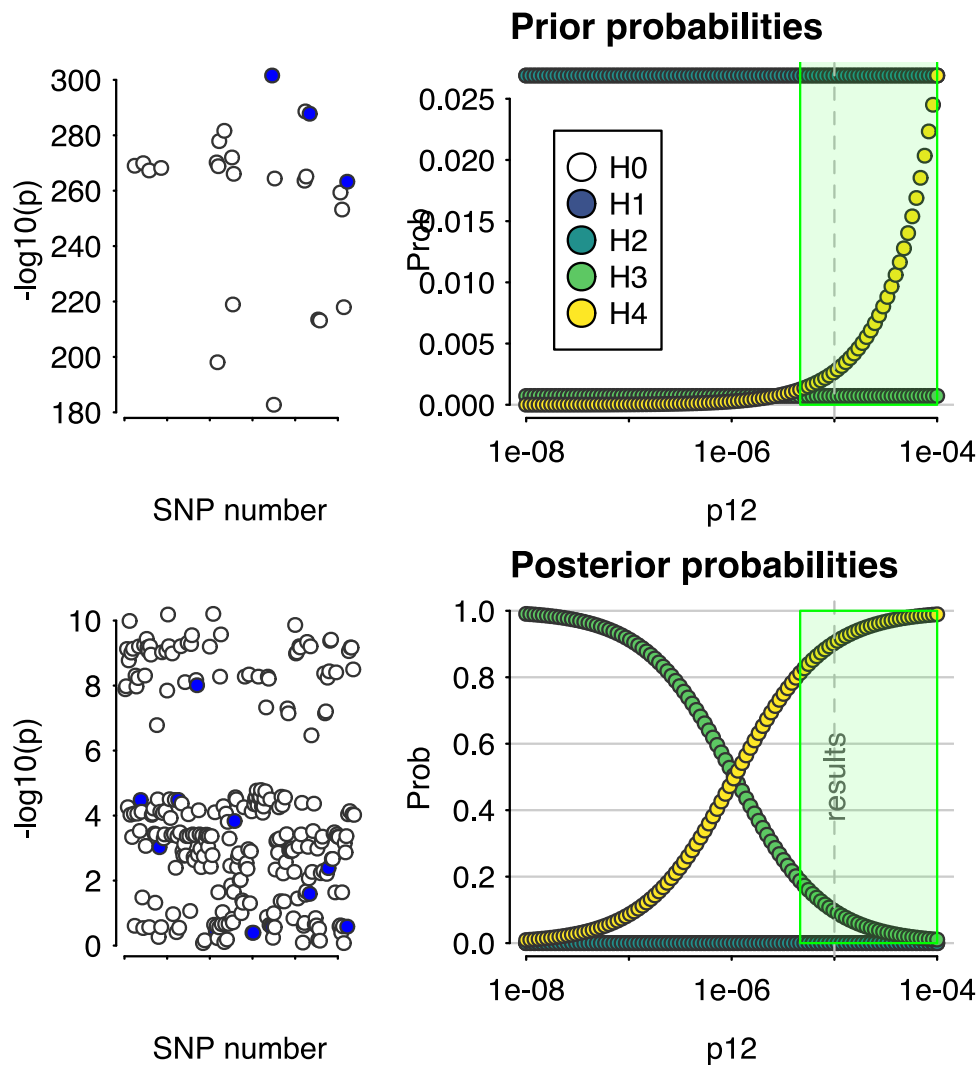 Prior probabilities
-log10(p)
300
280
260
240
220
200
180
SNP number
Prob
0.025
0.020
0.015
0.010
0.005
0.000
H0
H1
H2
H3
H4
1e-08
1e-06
1e-04
p12
Posterior probabilities
-log10(p)
10
8
6
4
2
0
SNP number
Prob
1.0
0.8
0.6
0.4
0.2
0.0
results
1e-08
1e-06
1e-04
p12